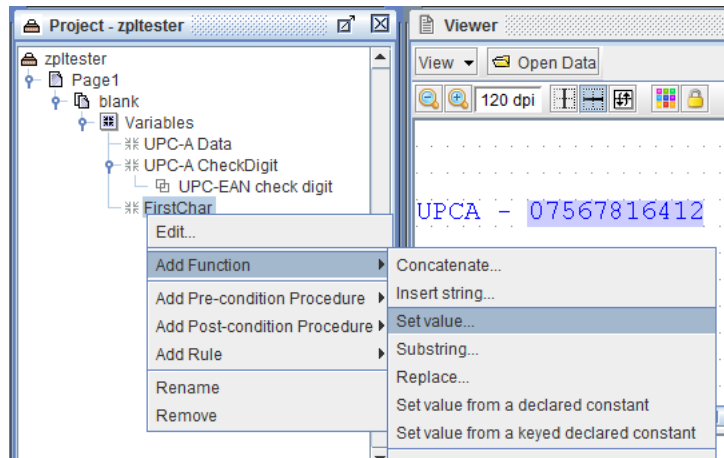 Project - zpltester
zpltester
Page1
blank
Variables
UPC-A Data
UPC-A CheckDigit
UPC-EAN check digit
FirstChar
Edit...
Add Function
Add Pre-condition Procedure
Add Post-condition Procedure
Add Rule
Rename
Remove
Viewer
View
Open Data
120 dpi
UPCA - 07567816412
Concatenate...
Insert string...
Set value...
Substring...
Replace...
Set value from a declared constant
Set value from a keyed declared constant